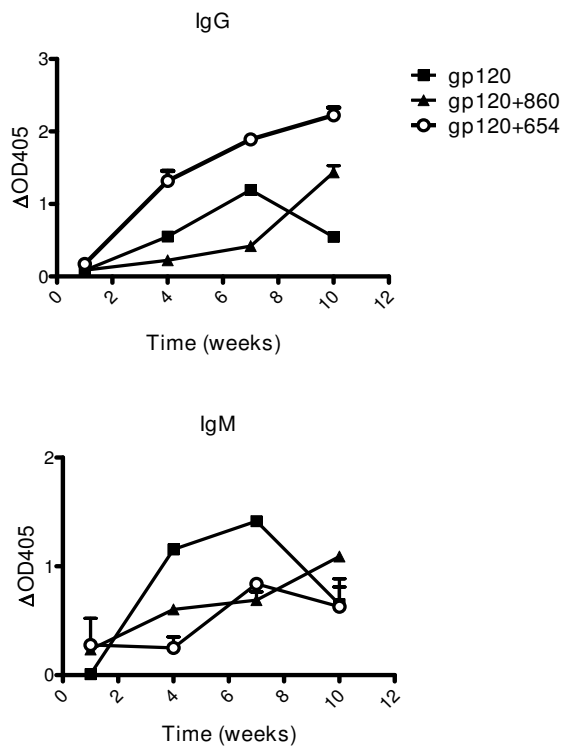 IgG
3
2
1
0
ΔOD405
0 2 4 6 8 10 12
Time (weeks)
gp120
gp120+860
gp120+654
IgM
2
1
0
ΔOD405
0 2 4 6 8 10 12
Time (weeks)